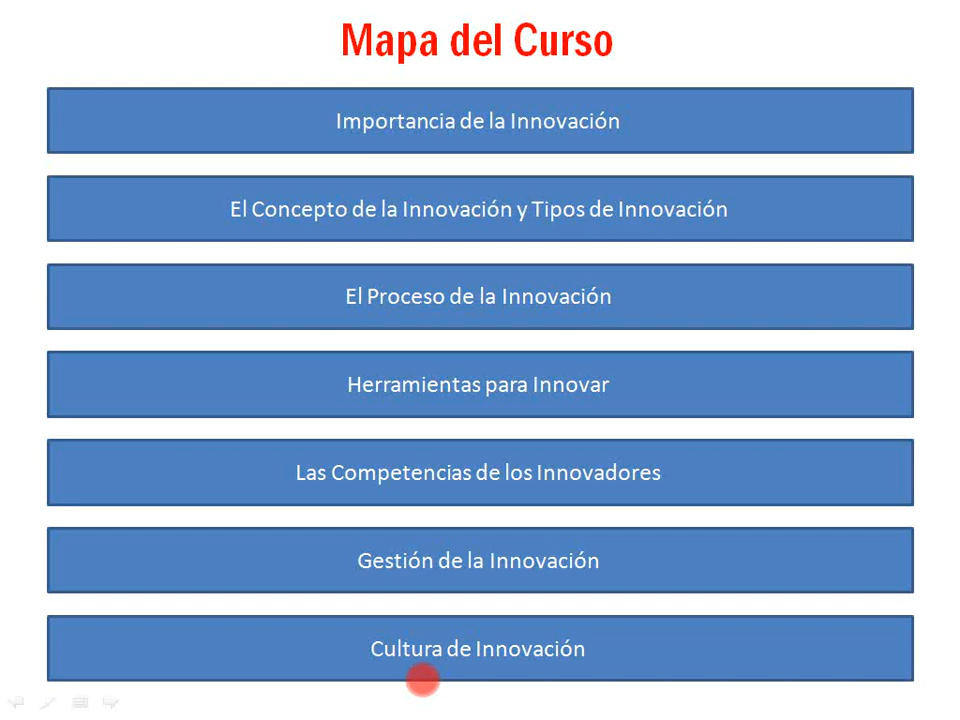 Mapa del Curso
Importancia de la Innovación
El Concepto de la Innovación y Tipos de Innovación
El Proceso de la Innovación
Herramientas para Innovar
Las Competencias de los Innovadores
Gestión de la Innovación
Cultura de Innovación